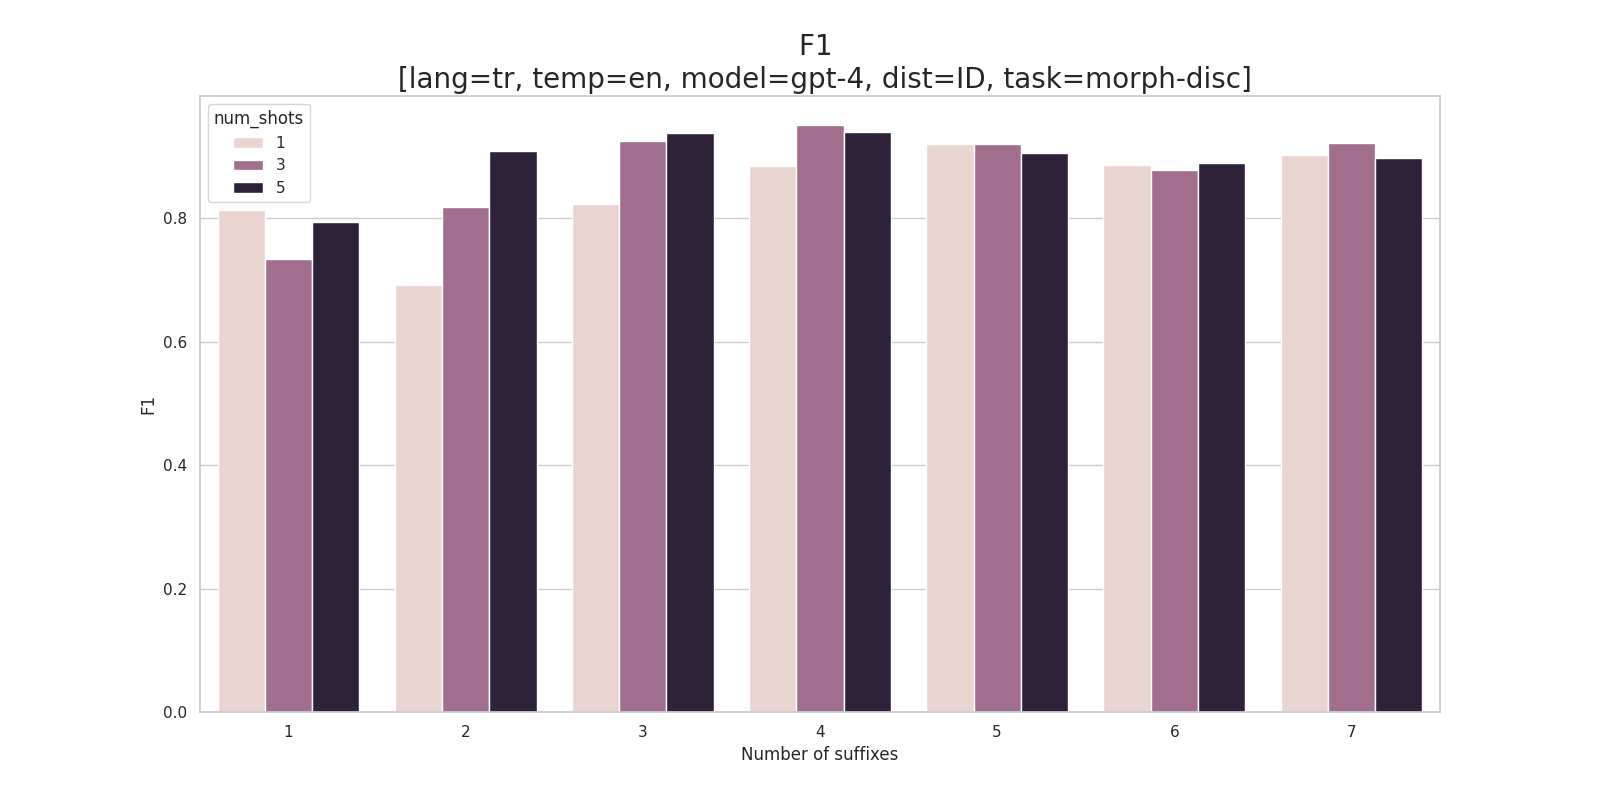 F1
[lang=tr, temp=en, model=gpt-4, dist=ID, task=morph-disc]
num_shots
1
3
5
0.8
0.6
0.4
0.2
0.0
F1
1 2 3 4 5 6 7
Number of suffixes